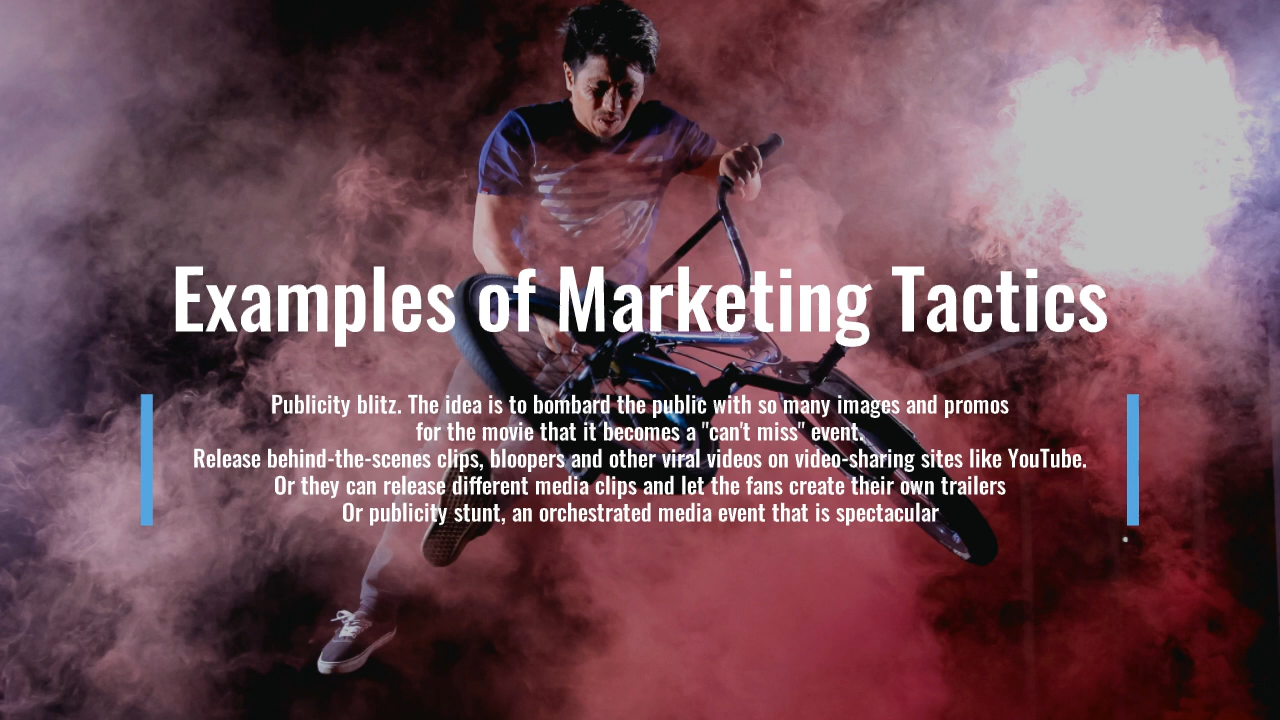 Examples of Marketing Tactics
Publicity blitz. The idea is to bombard the public with so many images and promos
for the movie that it becomes a "can't miss" event.
Release behind-the-scenes clips, bloopers and other viral videos on video-sharing sites like YouTube.
Or they can release different media clips and let the fans create their own trailers
Or publicity stunt, an orchestrated media event that is spectacular